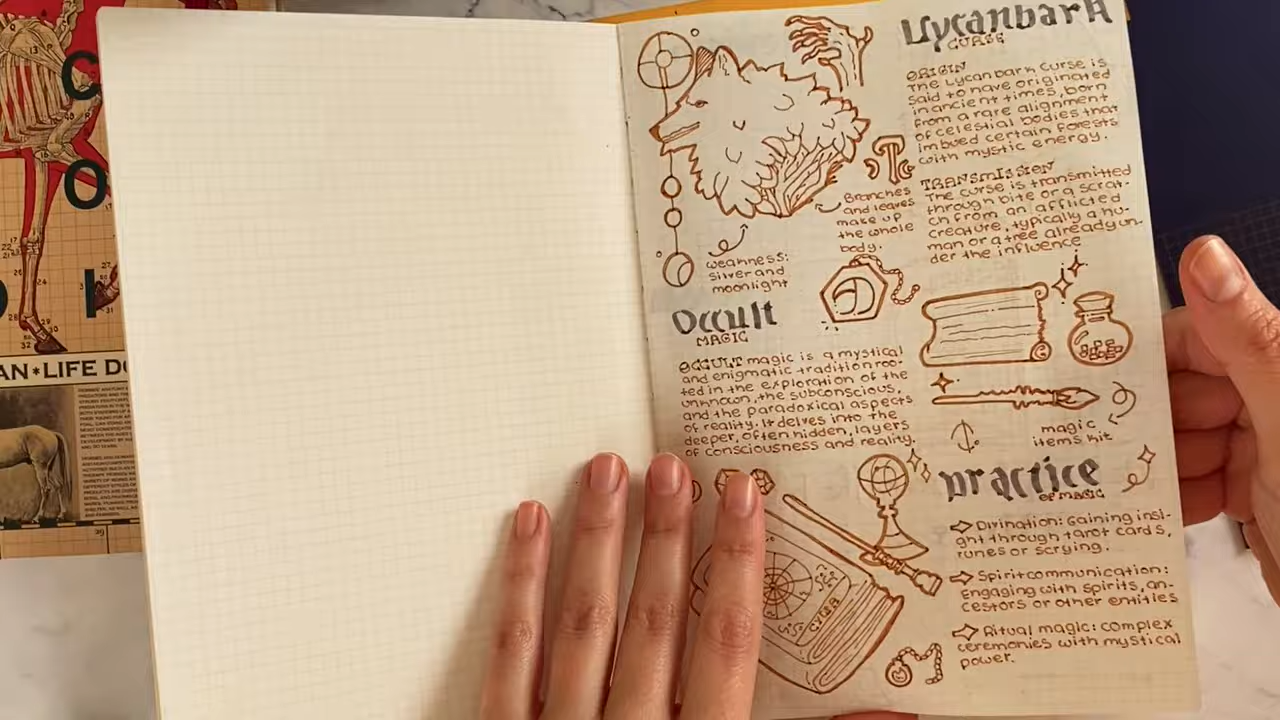 C
O
O
K
AN*LIFE DO
Lycanbark
CURSE
ORIGIN
The Lycanbark curse is
said to have originated
in ancient times, born
from a rare alignment
of celestial bodies that
imbued certain forests
with mystic energy.
TRANSMISSION
The curse is transmitted
through bite or a scrat-
ch from an afflicted
creature, typically a hu-
man or a tree already un-
der the influence
Branches
and leaves
make up
the whole
body.
weakness:
silver and
moonlight
Occult
MAGIC
OCCULT magic is a mystical
and enigmatic tradition roo-
ted in the exploration of the
unknown, the subconscious,
and the paradoxical aspects
of reality. It delves into the
deeper, often hidden, layers
of consciousness and reality.
magic
items kit
practice
OF MAGIC
Divination: Gaining insi-
ght through tarot cards,
runes or scrying.
Spirit communication:
Engaging with spirits, an-
cestors or other entities
Ritual magic: complex
ceremonies with mystical
power.